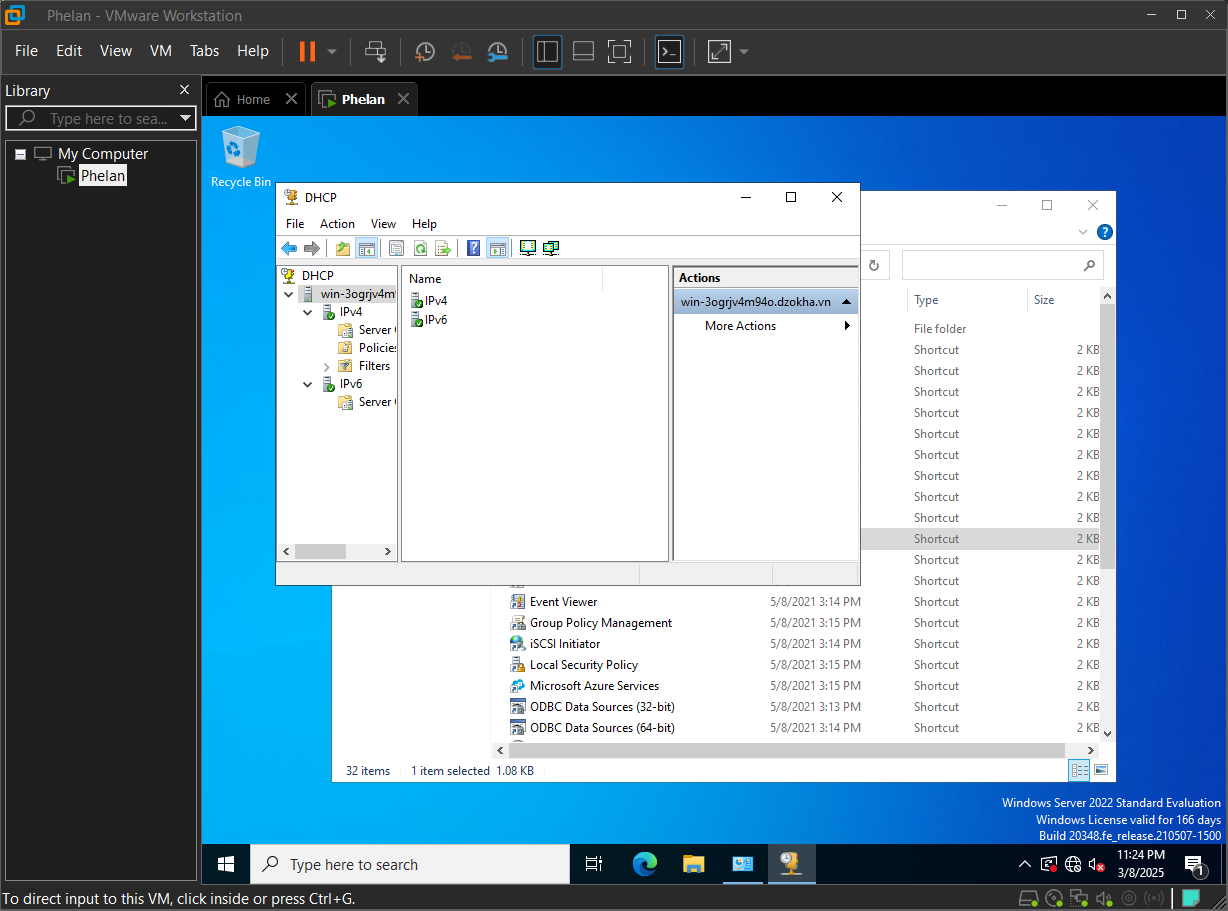 Phelan - VMware Workstation
File Edit View VM Tabs Help
Library
Type here to sea...
My Computer
Phelan
Home
Phelan
Recycle Bin
DHCP
File Action View Help
DHCP
win-3ogrjv4m
IPv4
Server
Policies
Filters
IPv6
Server
Name
IPv4
IPv6
Actions
win-3ogrjv4m94o.dzokha.vn
More Actions
Type Size
File folder
Shortcut 2 KB
Shortcut 2 KB
Shortcut 2 KB
Shortcut 2 KB
Shortcut 2 KB
Shortcut 2 KB
Shortcut 2 KB
Shortcut 2 KB
Shortcut 2 KB
Shortcut 2 KB
Shortcut 2 KB
Shortcut 2 KB
Event Viewer 5/8/2021 3:14 PM Shortcut 2 KB
Group Policy Management 5/8/2021 3:15 PM Shortcut 2 KB
iSCSI Initiator 5/8/2021 3:14 PM Shortcut 2 KB
Local Security Policy 5/8/2021 3:15 PM Shortcut 2 KB
Microsoft Azure Services 5/8/2021 3:15 PM Shortcut 2 KB
ODBC Data Sources (32-bit) 5/8/2021 3:13 PM Shortcut 2 KB
ODBC Data Sources (64-bit) 5/8/2021 3:14 PM Shortcut 2 KB
32 items 1 item selected 1.08 KB
Windows Server 2022 Standard Evaluation
Windows License valid for 166 days
Build 20348.fe_release.210507-1500
Type here to search
11:24 PM
3/8/2025
1
To direct input to this VM, click inside or press Ctrl+G.